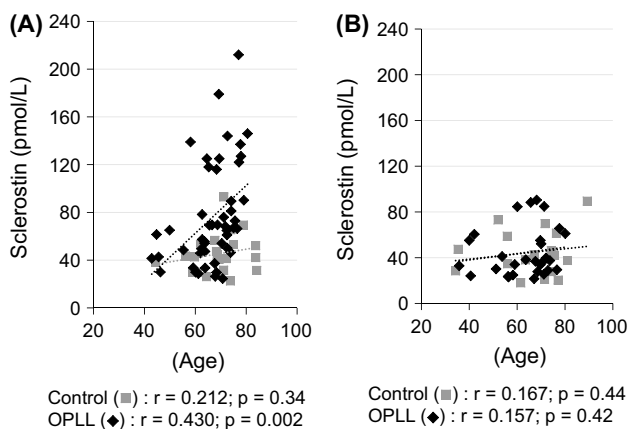 (A)
240
200
160
120
80
40
0
Sclerostin (pmol/L)
20 40 60 80 100
(Age)
Control (■) : r = 0.212; p = 0.34
OPLL (◆) : r = 0.430; p = 0.002
(B)
240
200
160
120
80
40
0
Sclerostin (pmol/L)
20 40 60 80 100
(Age)
Control (■) : r = 0.167; p = 0.44
OPLL (◆) : r = 0.157; p = 0.42